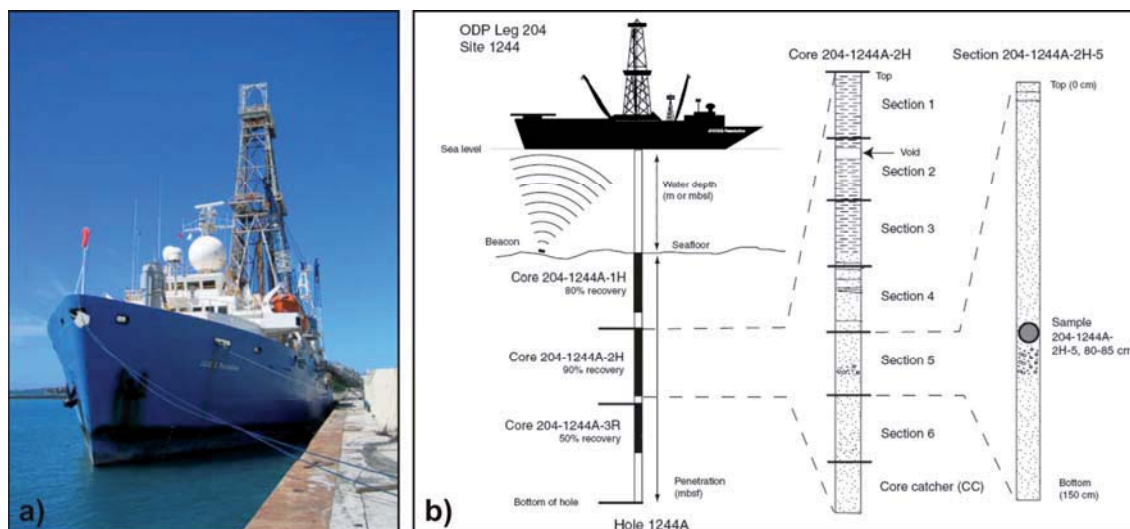 a)
b)
ODP Leg 204
Site 1244
Sea level
Water depth
(m or mbsl)
Beacon
Seafloor
Core 204-1244A-1H
80% recovery
Core 204-1244A-2H
90% recovery
Core 204-1244A-3R
50% recovery
Penetration
(mbsf)
Bottom of hole
Hole 1244A
Core 204-1244A-2H
Top
Section 1
Void
Section 2
Section 3
Section 4
Section 5
Section 6
Core catcher (CC)
Section 204-1244A-2H-5
Top (0 cm)
Sample
204-1244A-
2H-5, 80-85 cm
Bottom
(150 cm)